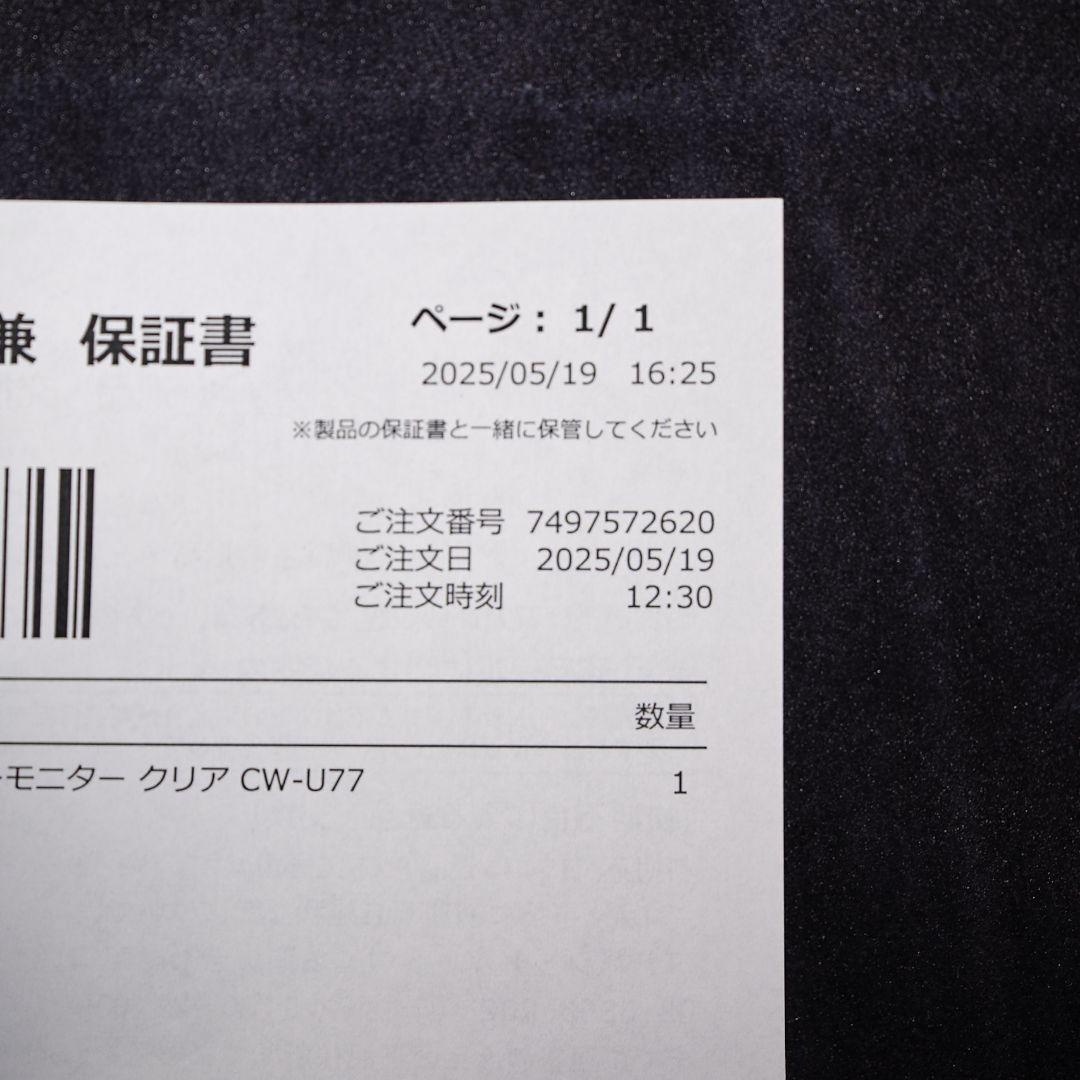 兼 保証書
ページ： 1/ 1
2025/05/19 16:25
※製品の保証書と一緒に保管してください
ご注文番号 7497572620
ご注文日 2025/05/19
ご注文時刻 12:30
数量
モニター クリア CW-U77 1